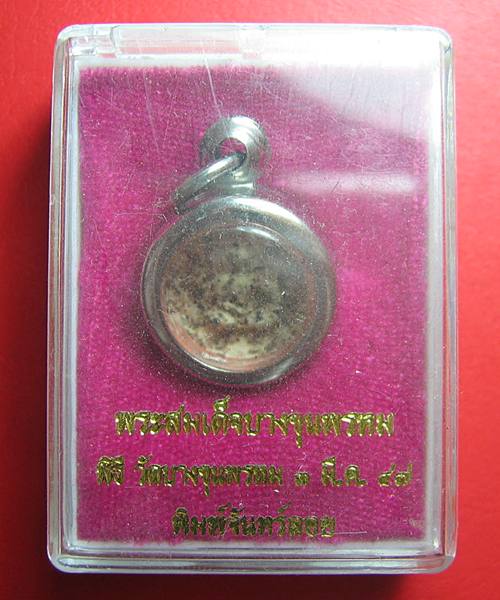 พระสมเด็จบางขุนพรหม
พิธี วัดบางขุนพรหม ๓ มี.ค. ๔๗
พิมพ์จันทร์ลอย